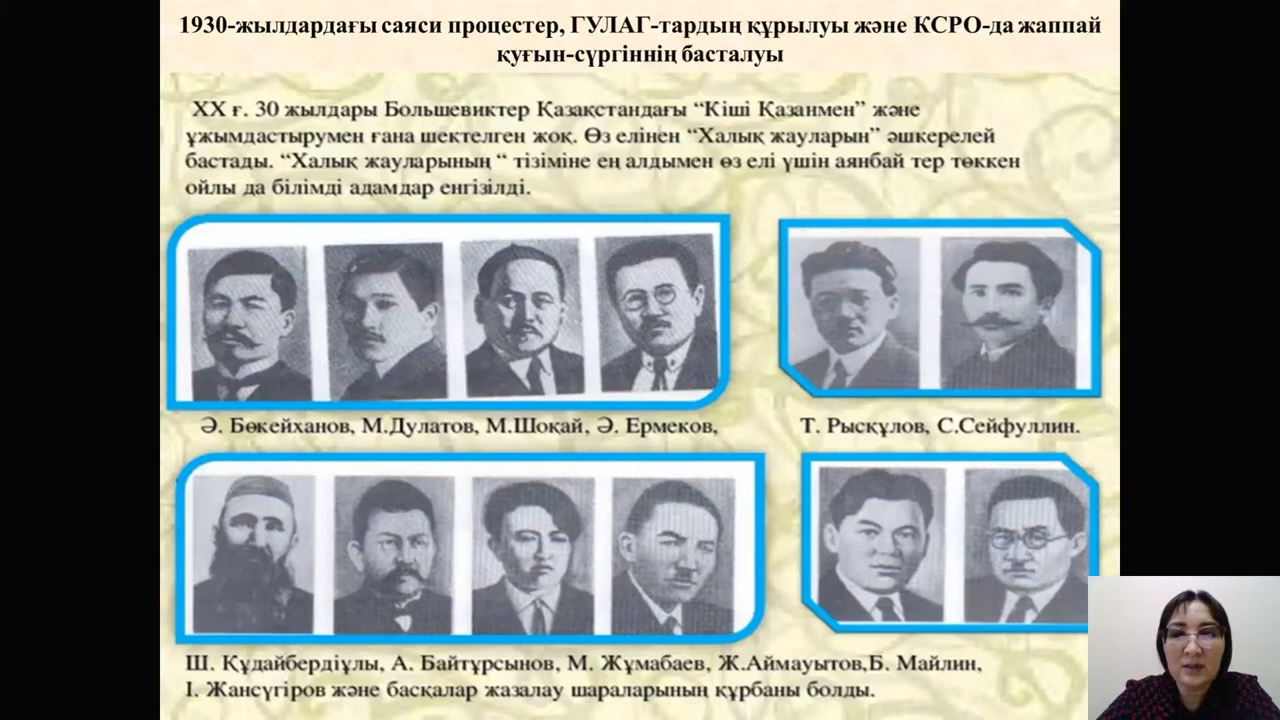 1930-жылдардағы саяси процестер, ГУЛАГ-тардың құрылуы және КСРО-да жаппай
қуғын-сүргіннің басталуы
ХХ ғ. 30 жылдары Большевиктер Қазақстандағы “Кіші Қазанмен” және
ұжымдастырумен ғана шектелген жоқ. Өз елінен “Халық жауларын” әшкерелей
бастады. “Халық жауларының “ тізіміне ең алдымен өз елі үшін аянбай тер төккен
ойлы да білімді адамдар енгізілді.
Ә. Бөкейханов, М.Дулатов, М.Шоқай, Ә. Ермеков,
Т. Рысқұлов, С.Сейфуллин.
Ш. Құдайбердіұлы, А. Байтұрсынов, М. Жұмабаев, Ж.Аймауытов,Б. Майлин,
І. Жансүгіров және басқалар жазалау шараларының құрбаны болды.